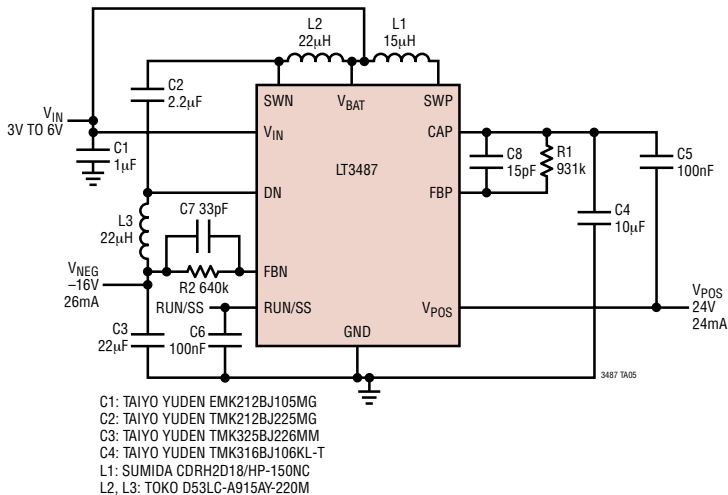 L2
22µH
L1
15µH
C2
2.2µF
SWN
VBAT
SWP
VIN
3V TO 6V
VIN
CAP
C1
1µF
LT3487
C8
15pF
R1
931k
C5
100nF
DN
FBP
L3
22µH
C7 33pF
C4
10µF
VNEG
–16V
26mA
R2 640k
FBN
RUN/SS
RUN/SS
VPOS
VPOS
24V
24mA
C3
22µF
C6
100nF
GND
3487 TA05
C1: TAIYO YUDEN EMK212BJ105MG
C2: TAIYO YUDEN TMK212BJ225MG
C3: TAIYO YUDEN TMK325BJ226MM
C4: TAIYO YUDEN TMK316BJ106KL-T
L1: SUMIDA CDRH2D18/HP-150NC
L2, L3: TOKO D53LC-A915AY-220M